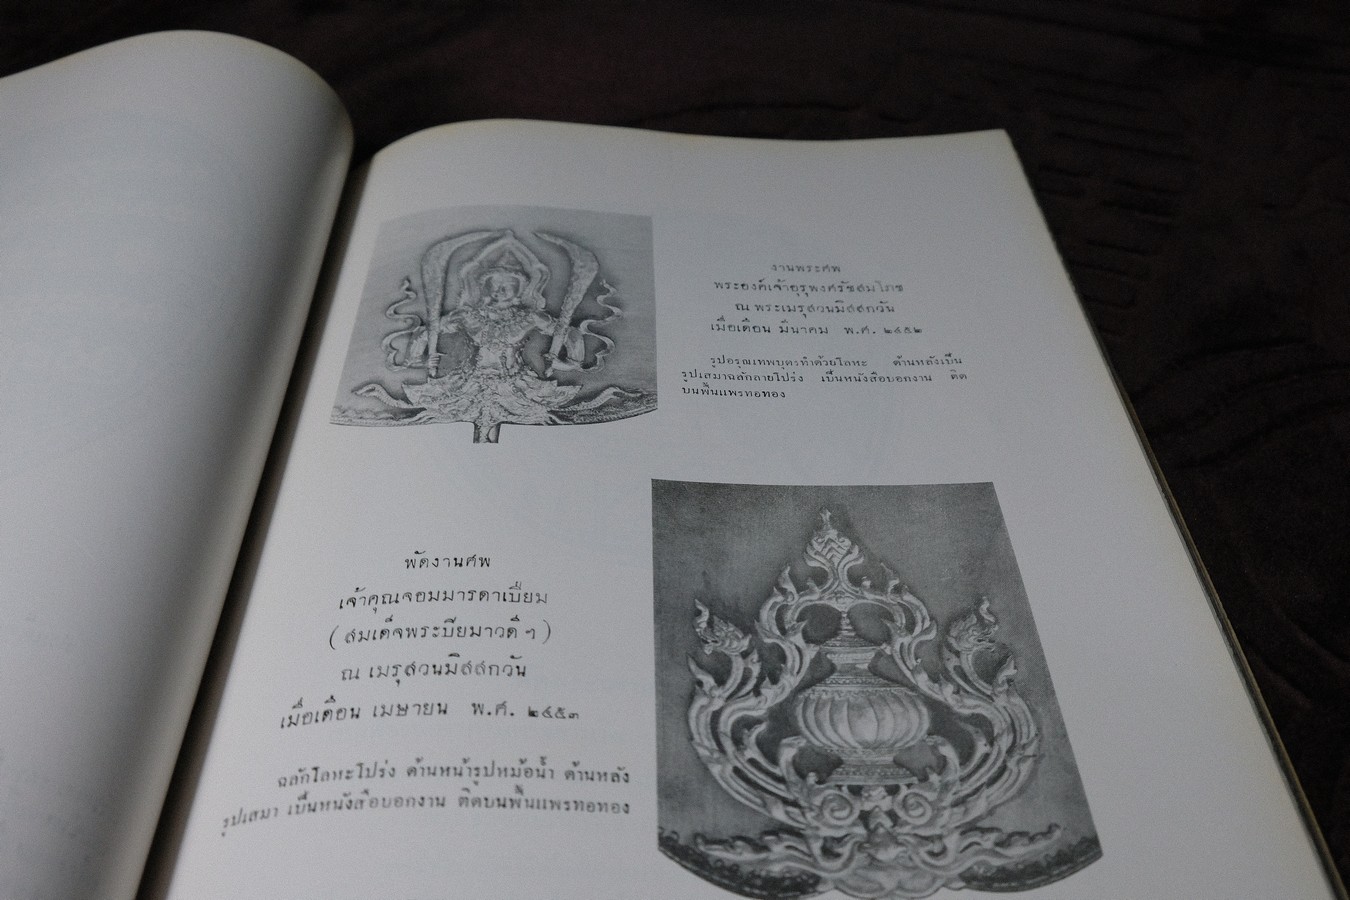 งานพระศพ
พระองค์เจ้าอุรุพงศรัชสมโภช
ณ พระเมรุสวนมิสสกวัน
เมื่อเดือน มีนาคม พ.ศ. ๒๔๕๒
รูปอรุณเทพบุตรทำด้วยโลหะ ด้านหลังเป็น
รูปเสมาฉลักลายโปร่ง เป็นหนังสือบอกงาน ติด
บนพื้นแพรทอทอง
พัดงานศพ
เจ้าคุณจอมมารดาเปี่ยม
(สมเด็จพระปิยมาวดี ฯ)
ณ เมรุสวนมิสสกวัน
เมื่อเดือน เมษายน พ.ศ. ๒๔๕๓
ฉลักโลหะโปร่ง ด้านหน้ารูปหม้อน้ำ ด้านหลัง
รูปเสมา เป็นหนังสือบอกงาน ติดบนพื้นแพรทอทอง